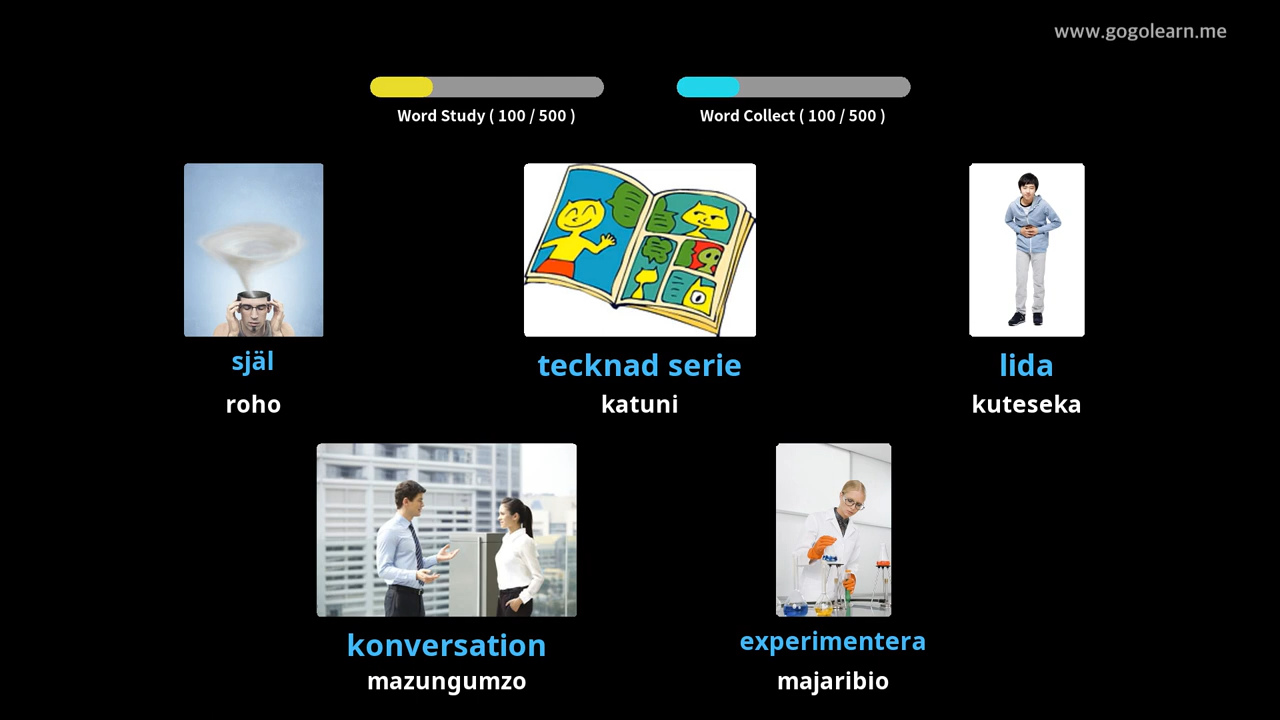 www.gogolearn.me
Word Study ( 100 / 500 )
Word Collect ( 100 / 500 )
själ
tecknad serie
lida
roho
katuni
kuteseka
konversation
experimentera
mazungumzo
majaribio